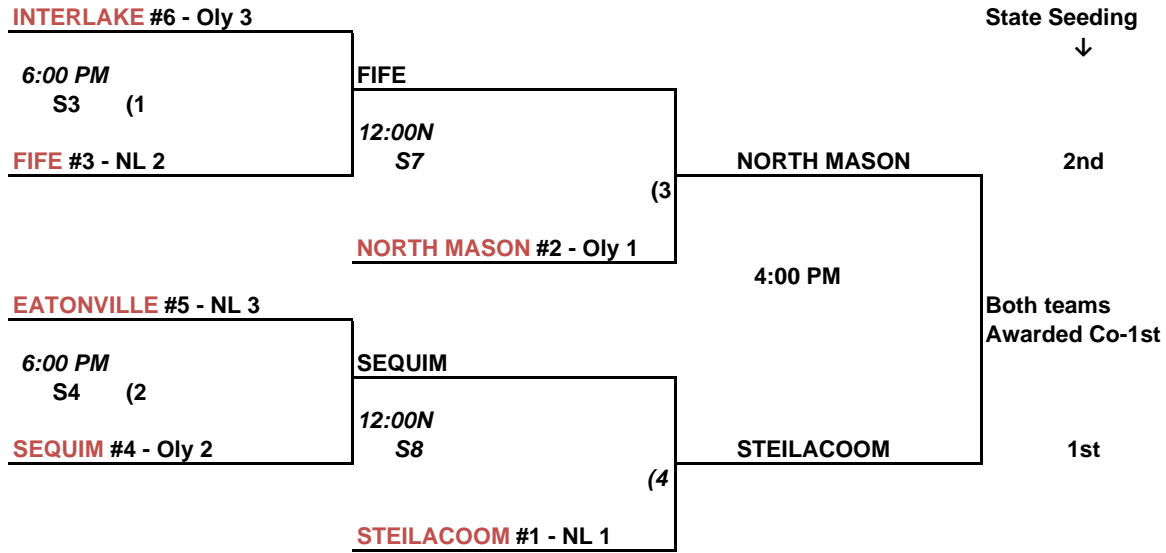 INTERLAKE #6 - Oly 3
State Seeding
↓
6:00 PM
FIFE
S3 (1
12:00N
FIFE #3 - NL 2
S7
NORTH MASON
2nd
(3
NORTH MASON #2 - Oly 1
4:00 PM
EATONVILLE #5 - NL 3
Both teams
Awarded Co-1st
6:00 PM
SEQUIM
S4 (2
12:00N
SEQUIM #4 - Oly 2
S8
STEILACOOM
1st
(4
STEILACOOM #1 - NL 1